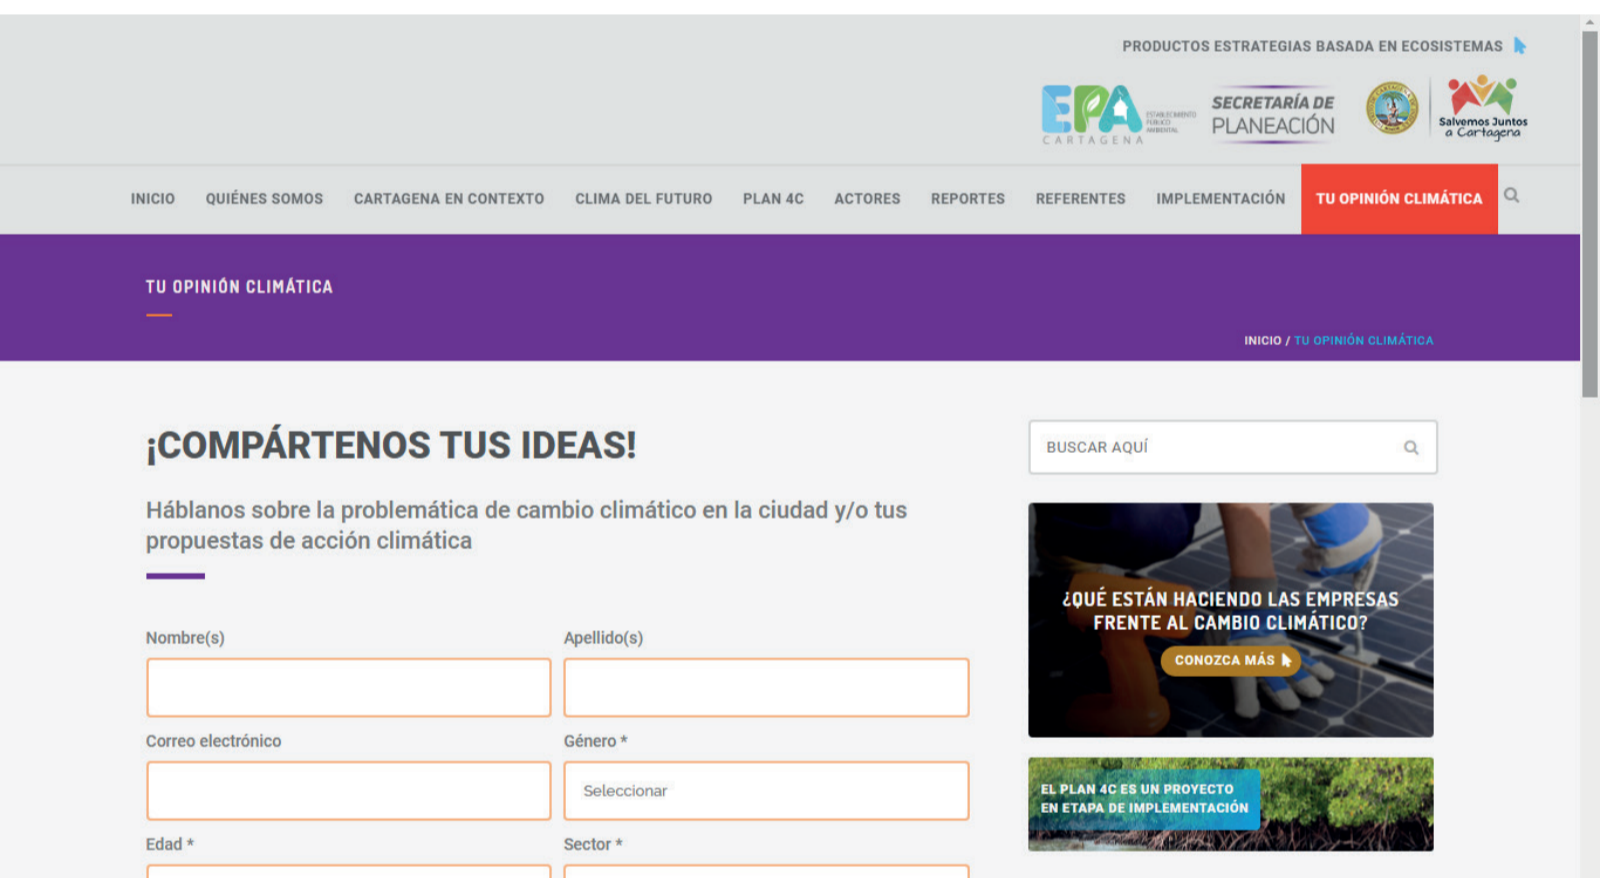 PRODUCTOS ESTRATEGIAS BASADA EN ECOSISTEMAS
EPA
CARTAGENA
ESTABLECIMIENTO
PÚBLICO
AMBIENTAL
SECRETARÍA DE
PLANEACIÓN
Salvemos Juntos
a Cartagena
INICIO QUIÉNES SOMOS CARTAGENA EN CONTEXTO CLIMA DEL FUTURO PLAN 4C ACTORES REPORTES REFERENTES IMPLEMENTACIÓN TU OPINIÓN CLIMÁTICA
TU OPINIÓN CLIMÁTICA
INICIO / TU OPINIÓN CLIMÁTICA
¡COMPÁRTENOS TUS IDEAS!
Háblanos sobre la problemática de cambio climático en la ciudad y/o tus
propuestas de acción climática
Nombre(s) Apellido(s)
Correo electrónico Género *
Seleccionar
Edad * Sector *
BUSCAR AQUÍ
¿QUÉ ESTÁN HACIENDO LAS EMPRESAS
FRENTE AL CAMBIO CLIMÁTICO?
CONOZCA MÁS
EL PLAN 4C ES UN PROYECTO
EN ETAPA DE IMPLEMENTACIÓN